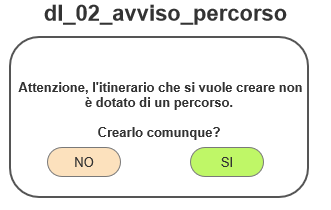 dl_02_avviso_percorso
Attenzione, l'itinerario che si vuole creare non
è dotato di un percorso.
Crearlo comunque?
NO SI